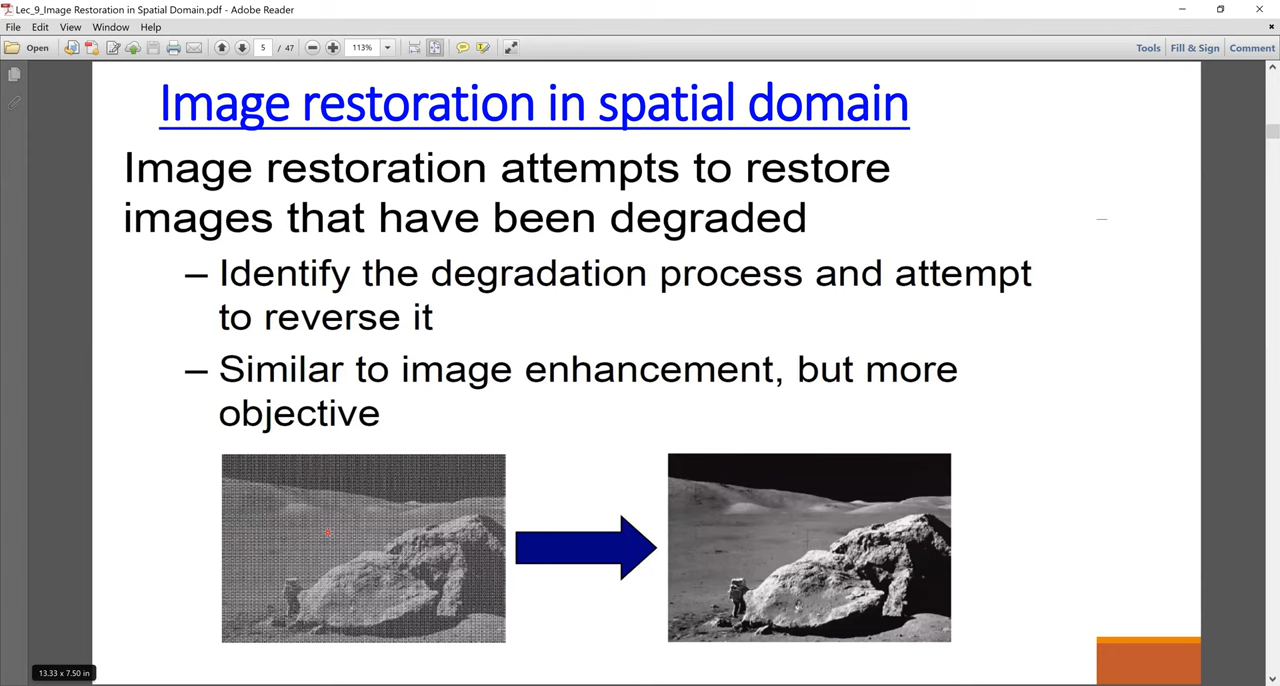 Lec_9_Image Restoration in Spatial Domain.pdf - Adobe Reader
File Edit View Window Help
Open 5 / 47 113% Tools Fill & Sign Comment
Image restoration in spatial domain
Image restoration attempts to restore
images that have been degraded
– Identify the degradation process and attempt
to reverse it
– Similar to image enhancement, but more
objective
13.33 x 7.50 in